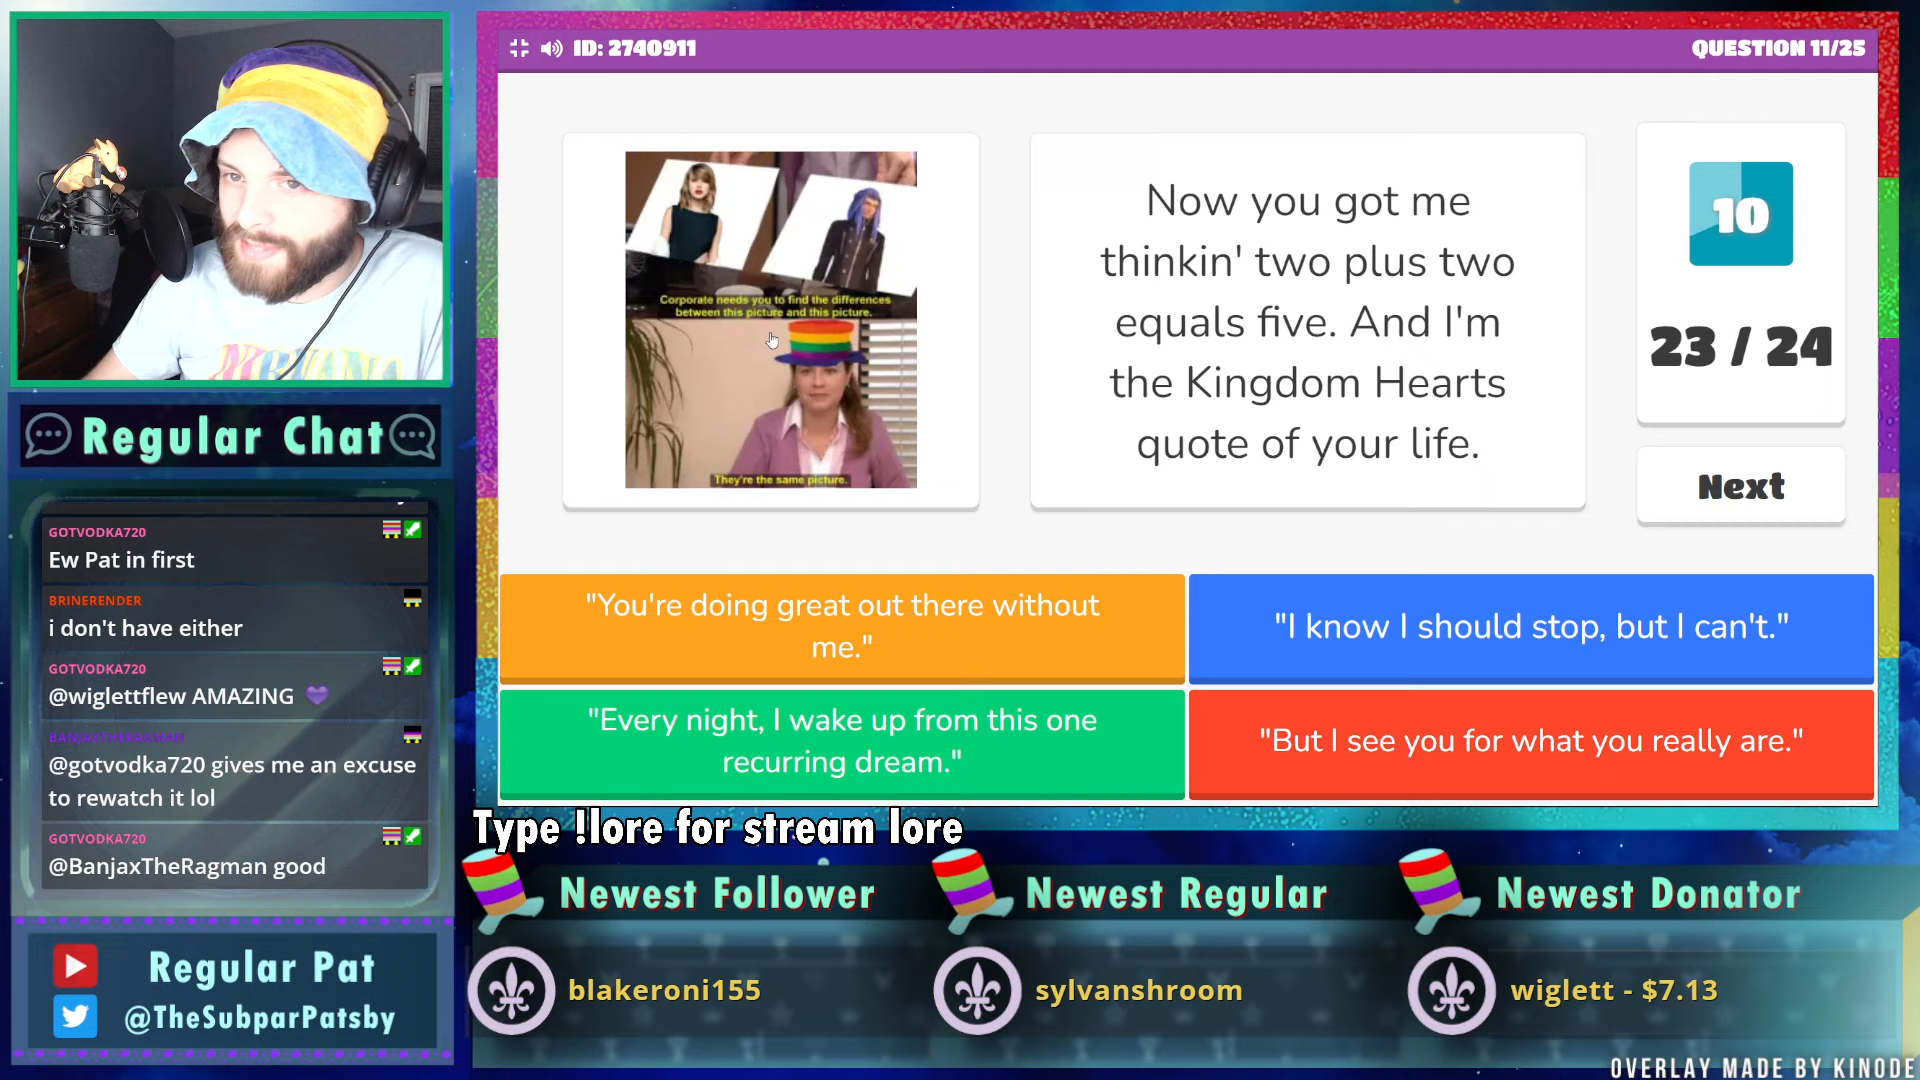 ID: 2740911
QUESTION 11/25
Corporate needs you to find the differences
between this picture and this picture.
They're the same picture.
Now you got me
thinkin' two plus two
equals five. And I'm
the Kingdom Hearts
quote of your life.
10
23 / 24
Next
"You're doing great out there without
me."
"I know I should stop, but I can't."
"Every night, I wake up from this one
recurring dream."
"But I see you for what you really are."
Regular Chat
GOTVODKA720
Ew Pat in first
BRINERENDER
i don't have either
GOTVODKA720
@wiglettflew AMAZING
BANJAXTHERAGMAN
@gotvodka720 gives me an excuse
to rewatch it lol
GOTVODKA720
@BanjaxTheRagman good
Regular Pat
@TheSubparPatsby
Type !lore for stream lore
Newest Follower
blakeroni155
Newest Regular
sylvanshroom
Newest Donator
wiglett - $7.13
OVERLAY MADE BY KINODE